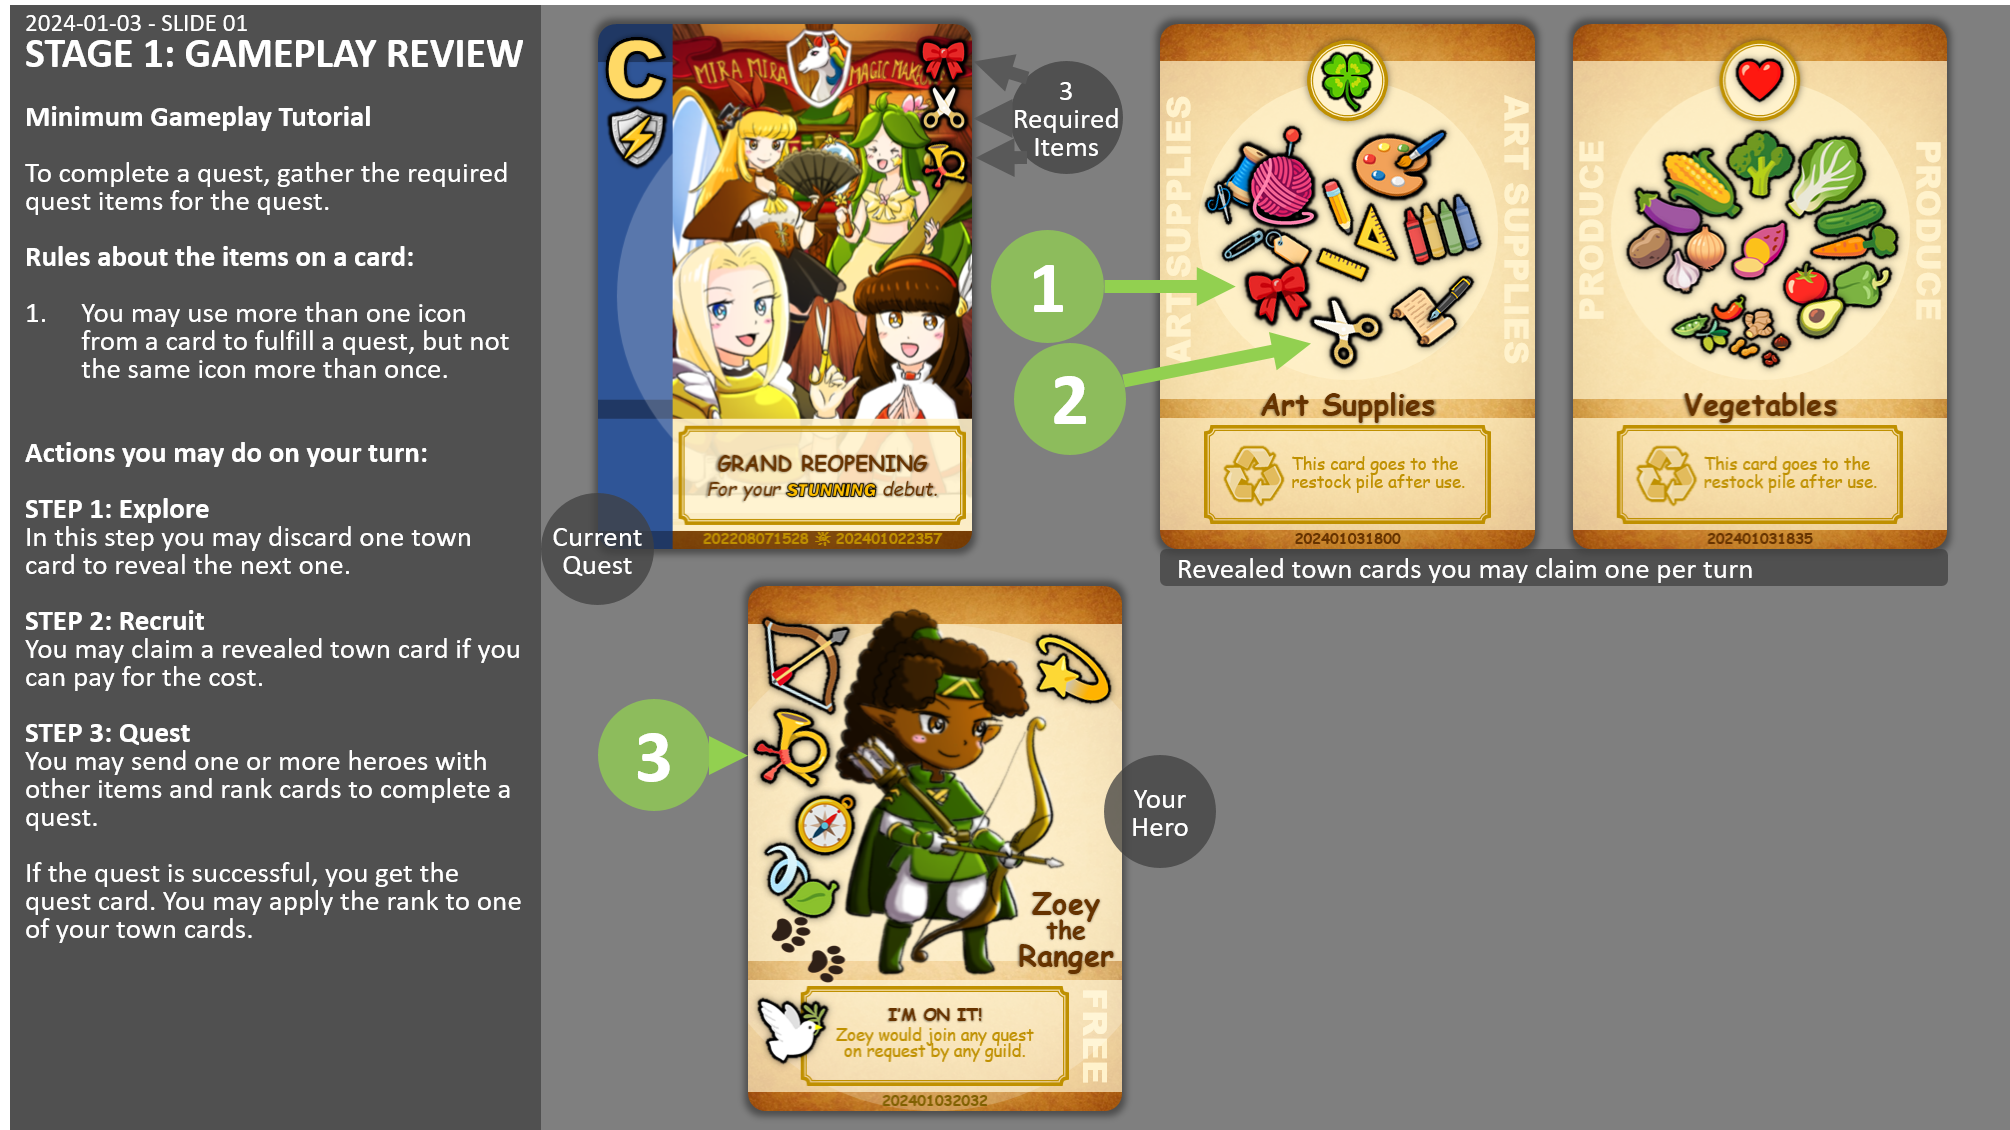 2024-01-03 - SLIDE 01
STAGE 1: GAMEPLAY REVIEW
Minimum Gameplay Tutorial
To complete a quest, gather the required
quest items for the quest.
Rules about the items on a card:
1. You may use more than one icon
from a card to fulfill a quest, but not
the same icon more than once.
Actions you may do on your turn:
STEP 1: Explore
In this step you may discard one town
card to reveal the next one.
STEP 2: Recruit
You may claim a revealed town card if you
can pay for the cost.
STEP 3: Quest
You may send one or more heroes with
other items and rank cards to complete a
quest.
If the quest is successful, you get the
quest card. You may apply the rank to one
of your town cards.
C
MIRA MIRA
MAGIC
GRAND REOPENING
For your STUNNING debut.
202208071528 ☼ 202401022357
Current
Quest
3
Required
Items
1
2
ART SUPPLIES
ART SUPPLIES
Art Supplies
This card goes to the
restock pile after use.
202401031800
PRODUCE
PRODUCE
Vegetables
This card goes to the
restock pile after use.
202401031835
Revealed town cards you may claim one per turn
3
Zoey
the
Ranger
I'M ON IT!
Zoey would join any quest
on request by any guild.
FREE
202401032032
Your
Hero